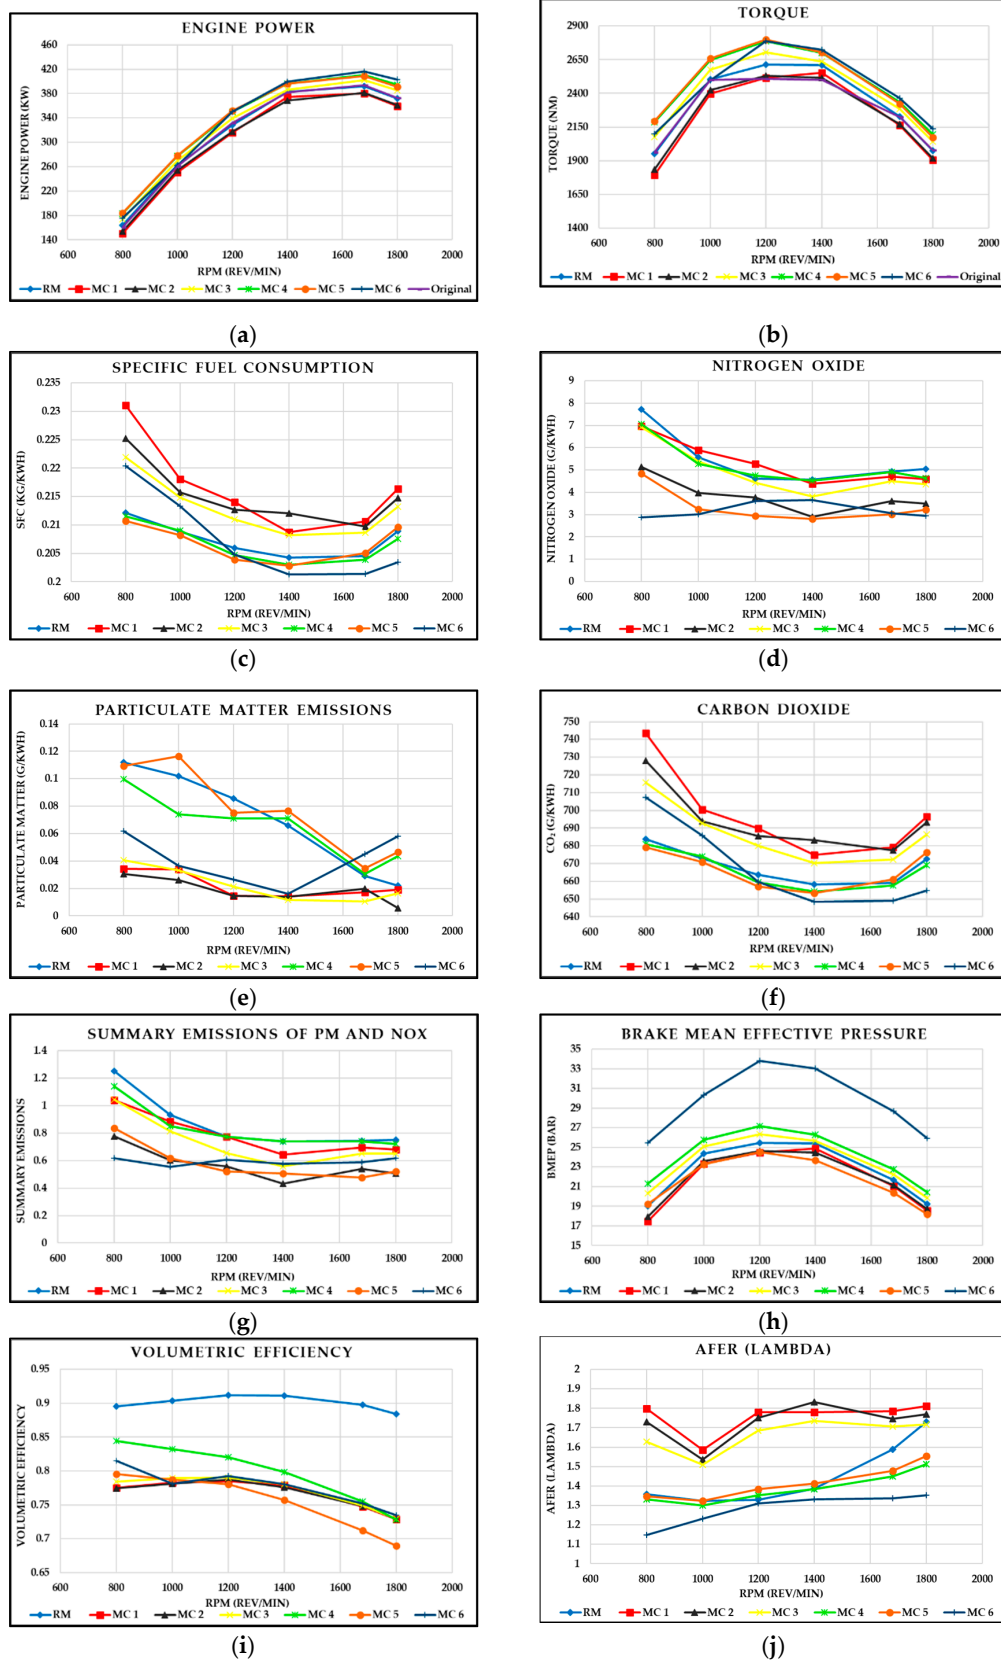 ENGINE POWER
ENGINE POWER (KW)
460
420
380
340
300
260
220
180
140
600 800 1000 1200 1400 1600 1800 2000
RPM (REV/MIN)
RM MC 1 MC 2 MC 3 MC 4 MC 5 MC 6 Original
(a)
TORQUE
TORQUE (NM)
2900
2650
2400
2150
1900
1650
1400
600 800 1000 1200 1400 1600 1800 2000
RPM (REV/MIN)
RM MC 1 MC 2 MC 3 MC 4 MC 5 MC 6 Original
(b)
SPECIFIC FUEL CONSUMPTION
SFC (KG/KWH)
0.235
0.23
0.225
0.22
0.215
0.21
0.205
0.2
600 800 1000 1200 1400 1600 1800 2000
RPM (REV/MIN)
RM MC 1 MC 2 MC 3 MC 4 MC 5 MC 6
(c)
NITROGEN OXIDE
NITROGEN OXIDE (G/KWH)
9
8
7
6
5
4
3
2
1
0
600 800 1000 1200 1400 1600 1800 2000
RPM (REV/MIN)
RM MC 1 MC 2 MC 3 MC 4 MC 5 MC 6
(d)
PARTICULATE MATTER EMISSIONS
PARTICULATE MATTER (G/KWH)
0.14
0.12
0.1
0.08
0.06
0.04
0.02
0
600 800 1000 1200 1400 1600 1800 2000
RPM (REV/MIN)
RM MC 1 MC 2 MC 3 MC 4 MC 5 MC 6
(e)
CARBON DIOXIDE
CO₂ (G/KWH)
750
740
730
720
710
700
690
680
670
660
650
640
600 800 1000 1200 1400 1600 1800 2000
RPM (REV/MIN)
RM MC 1 MC 2 MC 3 MC 4 MC 5 MC 6
(f)
SUMMARY EMISSIONS OF PM AND NOX
SUMMARY EMISSIONS
1.4
1.2
1
0.8
0.6
0.4
0.2
0
600 800 1000 1200 1400 1600 1800 2000
RPM (REV/MIN)
RM MC 1 MC 2 MC 3 MC 4 MC 5 MC 6
(g)
BRAKE MEAN EFFECTIVE PRESSURE
BMEP (BAR)
35
33
31
29
27
25
23
21
19
17
15
600 800 1000 1200 1400 1600 1800 2000
RPM (REV/MIN)
RM MC 1 MC 2 MC 3 MC 4 MC 5 MC 6
(h)
VOLUMETRIC EFFICIENCY
VOLUMETRIC EFFICIENCY
0.95
0.9
0.85
0.8
0.75
0.7
0.65
600 800 1000 1200 1400 1600 1800 2000
RPM (REV/MIN)
RM MC 1 MC 2 MC 3 MC 4 MC 5 MC 6
(i)
AFER (LAMBDA)
AFER (LAMBDA)
2
1.9
1.8
1.7
1.6
1.5
1.4
1.3
1.2
1.1
1
600 800 1000 1200 1400 1600 1800 2000
RPM (REV/MIN)
RM MC 1 MC 2 MC 3 MC 4 MC 5 MC 6
(j)